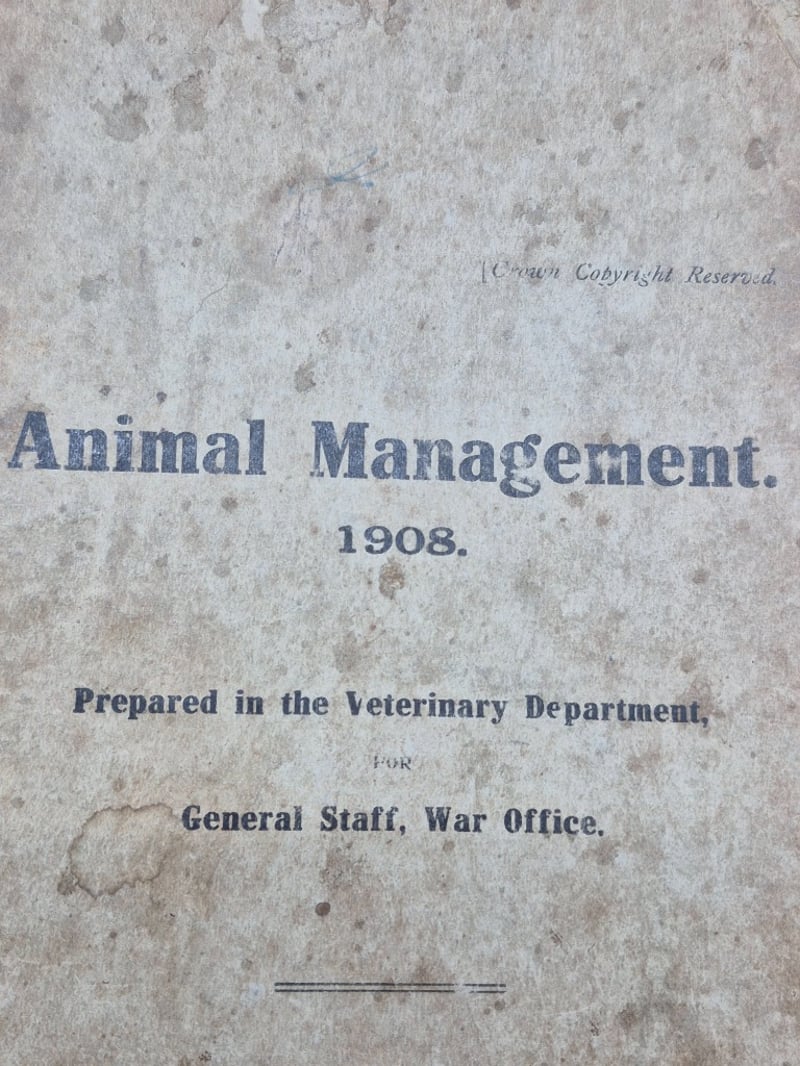 [Crown Copyright Reserved.
Animal Management.
1908.
Prepared in the Veterinary Department,
FOR
General Staff, War Office.